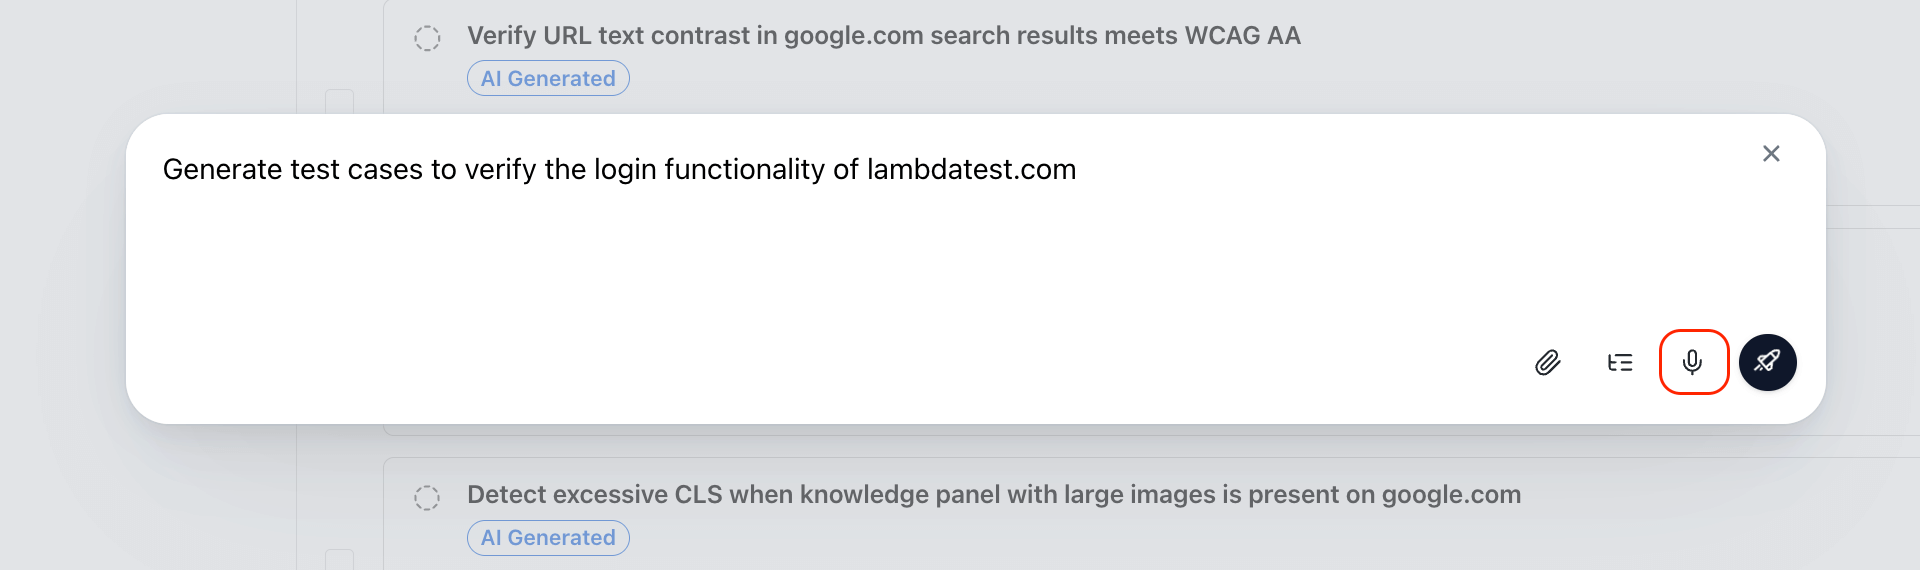 Verify URL text contrast in google.com search results meets WCAG AA
AI Generated
Generate test cases to verify the login functionality of lambdatest.com
Detect excessive CLS when knowledge panel with large images is present on google.com
AI Generated